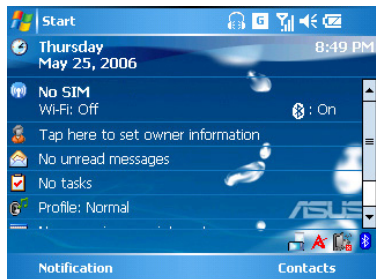 Start
G
Thursday 8:49 PM
May 25, 2006
No SIM
Wi-Fi: Off : On
Tap here to set owner information
No unread messages
No tasks
Profile: Normal
ASUS
Notification Contacts